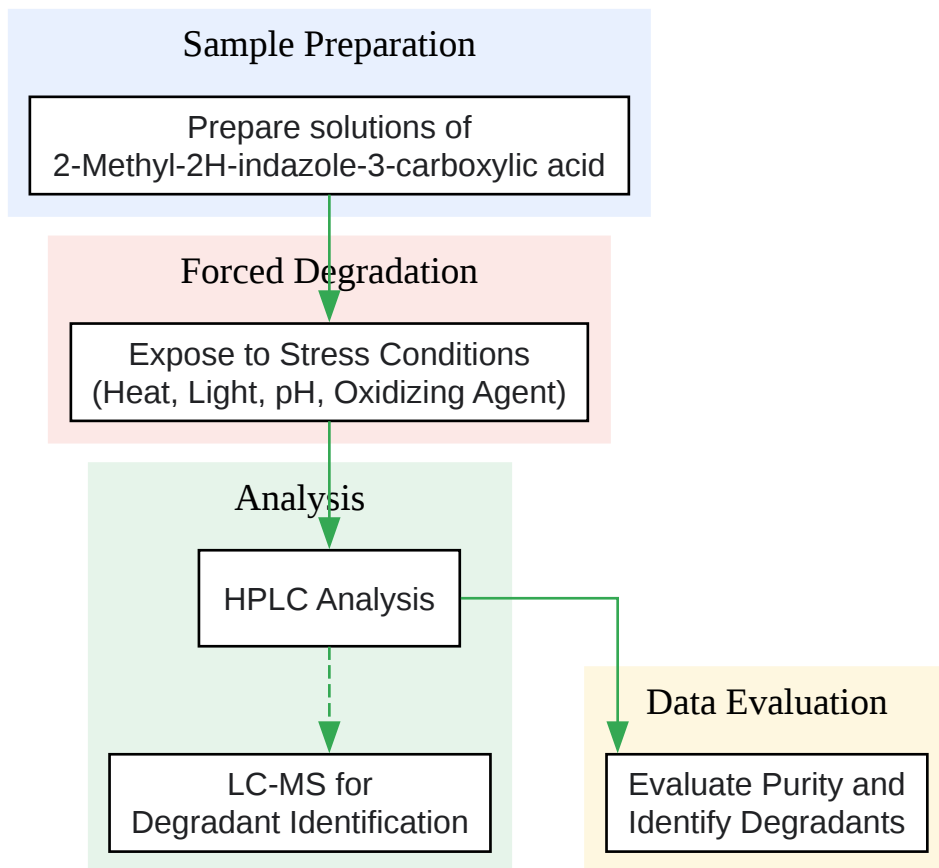 Sample Preparation
Prepare solutions of
2-Methyl-2H-indazole-3-carboxylic acid
Forced Degradation
Expose to Stress Conditions
(Heat, Light, pH, Oxidizing Agent)
Analysis
HPLC Analysis
LC-MS for
Degradant Identification
Data Evaluation
Evaluate Purity and
Identify Degradants